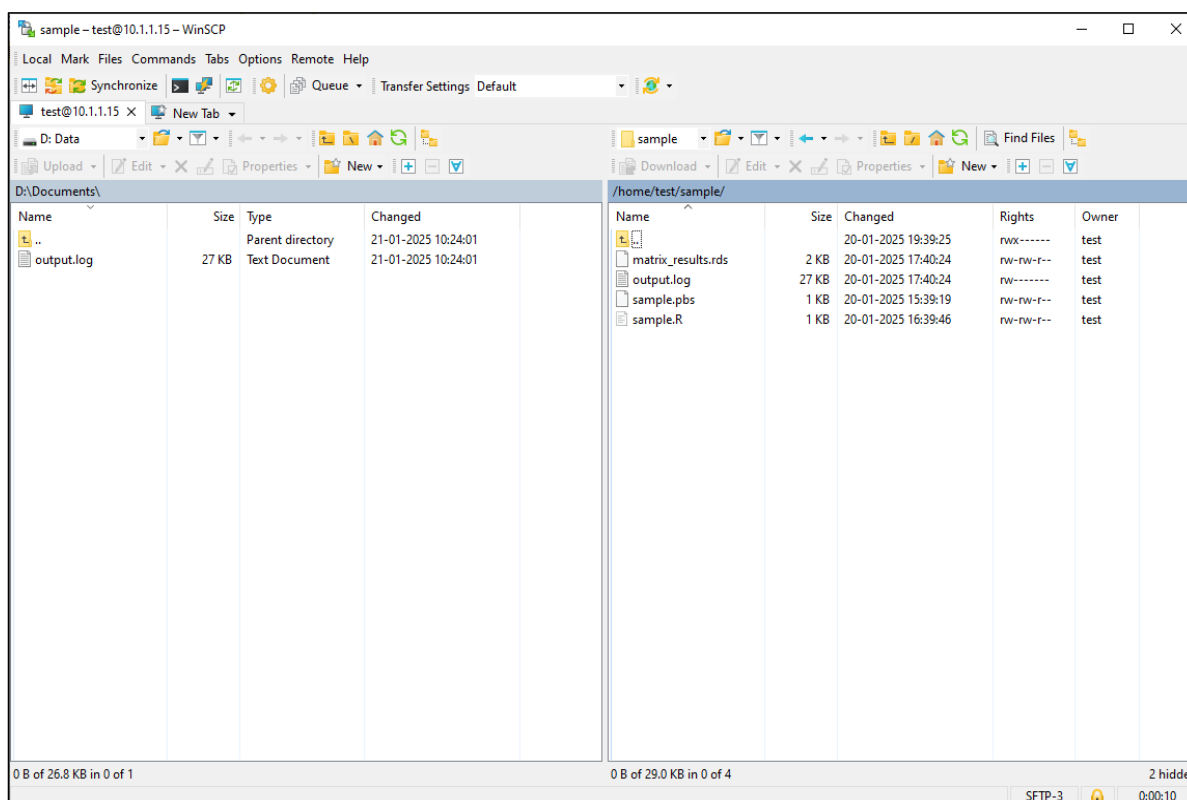 sample – test@10.1.1.15 – WinSCP
Local Mark Files Commands Tabs Options Remote Help
Synchronize Queue Transfer Settings Default
test@10.1.1.15 New Tab
D: Data
Upload Edit Properties New
D:\Documents\
Name Size Type Changed
.. Parent directory 21-01-2025 10:24:01
output.log 27 KB Text Document 21-01-2025 10:24:01
0 B of 26.8 KB in 0 of 1
sample Find Files
Download Edit Properties New
/home/test/sample/
Name Size Changed Rights Owner
.. 20-01-2025 19:39:25 rwx------ test
matrix_results.rds 2 KB 20-01-2025 17:40:24 rw-rw-r-- test
output.log 27 KB 20-01-2025 17:40:24 rw------- test
sample.pbs 1 KB 20-01-2025 15:39:19 rw-rw-r-- test
sample.R 1 KB 20-01-2025 16:39:46 rw-rw-r-- test
0 B of 29.0 KB in 0 of 4 2 hidde
SFTP-3 0:00:10